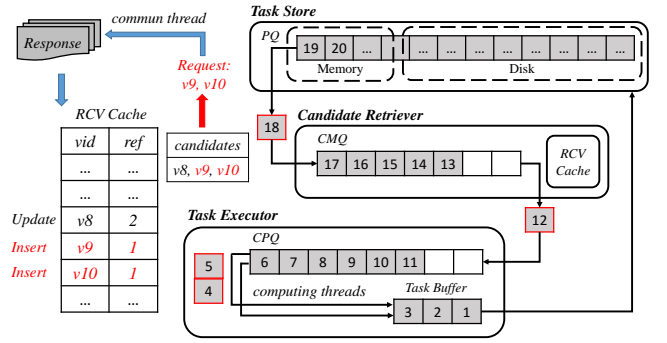 commun thread
Response
Request:
v9, v10
RCV Cache
vid ref
... ...
... ...
Update v8 2
Insert v9 1
Insert v10 1
... ...
candidates
v8, v9, v10
Task Store
PQ
19 20 ... ... ... ... ... ... ... ... ...
Memory Disk
18
Candidate Retriever
CMQ
17 16 15 14 13
RCV
Cache
12
Task Executor
CPQ
5
4
6 7 8 9 10 11
computing threads
Task Buffer
3 2 1